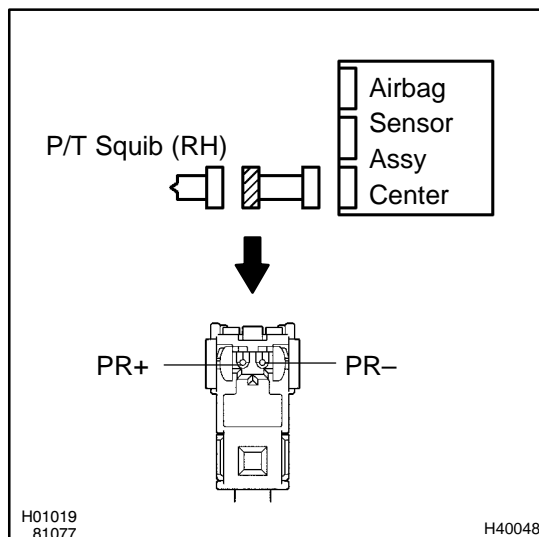 Airbag
Sensor
Assy
Center
P/T Squib (RH)
PR+
PR–
H01019
81077
H40048